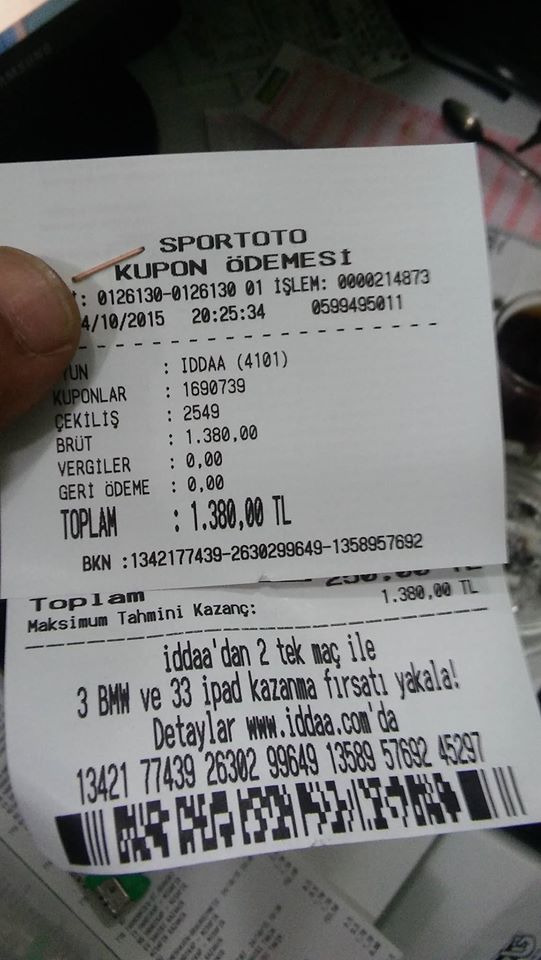 SPORTOTO
KUPON ÖDEMESİ
: 0126130-0126130 01 İŞLEM: 0000214873
4/10/2015 20:25:34 0599495011
YUN : IDDAA (4101)
KUPONLAR : 1690739
ÇEKİLİŞ : 2549
BRÜT : 1.380,00
VERGİLER : 0,00
GERİ ÖDEME : 0,00
TOPLAM : 1.380,00 TL
BKN :1342177439-2630299649-1358957692
Toplam 250,00 TL
Maksimum Tahmini Kazanç: 1.380,00 TL
iddaa'dan 2 tek maç ile
3 BMW ve 33 ipad kazanma fırsatı yakala!
Detaylar www.iddaa.com'da
13421 77439 26302 99649 13589 57692 45297